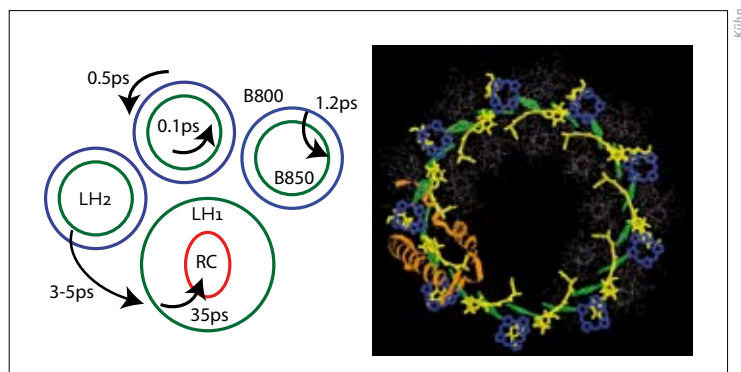 0.5ps
B800
1.2ps
0.1ps
B850
LH2
LH1
RC
3-5ps
35ps
Kühn